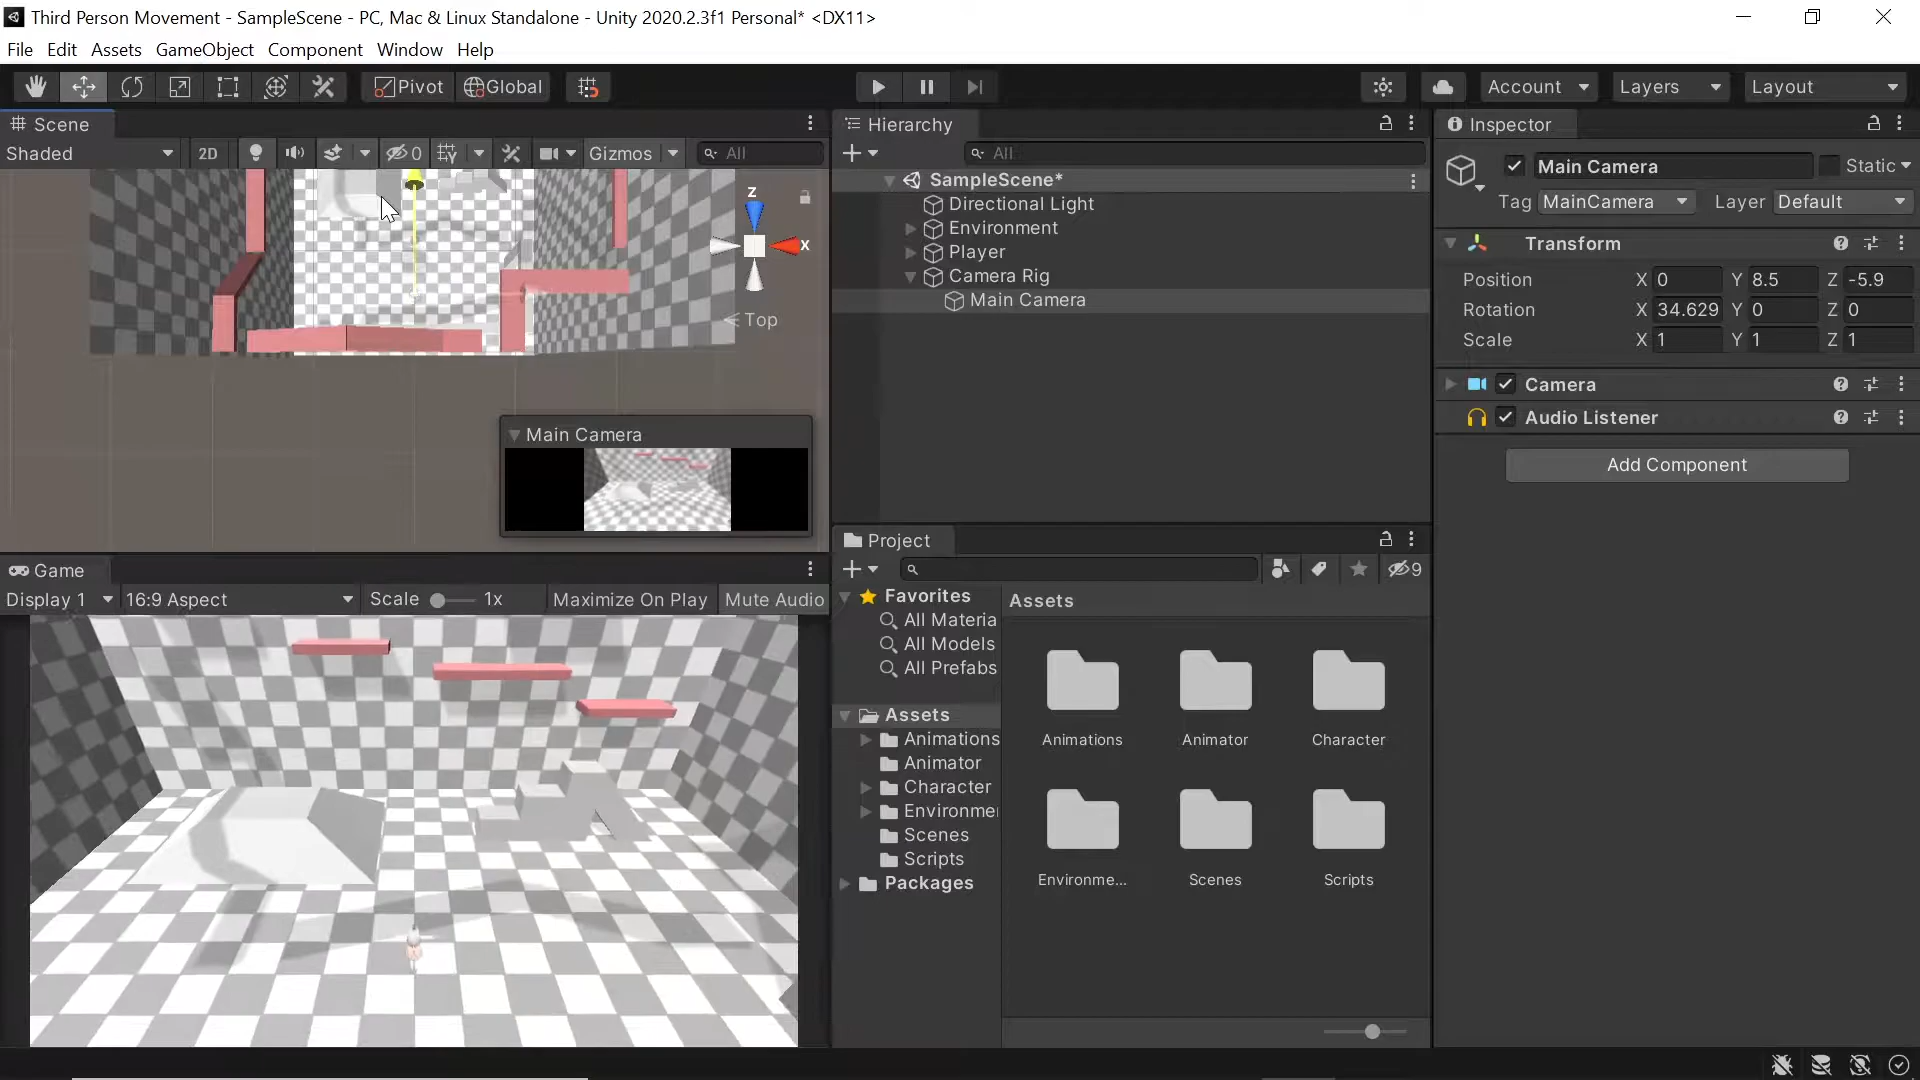 Third Person Movement - SampleScene - PC, Mac & Linux Standalone - Unity 2020.2.3f1 Personal* <DX11>
File Edit Assets GameObject Component Window Help
Pivot Global Account Layers Layout
Scene
Shaded 2D 0 Gizmos All
z
x
Top
Main Camera
Game
Display 1 16:9 Aspect Scale 1x Maximize On Play Mute Audio
Hierarchy
All
SampleScene*
Directional Light
Environment
Player
Camera Rig
Main Camera
Project
9
Favorites
All Materia
All Models
All Prefabs
Assets
Animations
Animator
Character
Environme
Scenes
Scripts
Packages
Assets
Animations Animator Character
Environme... Scenes Scripts
Inspector
Main Camera Static
Tag MainCamera Layer Default
Transform
Position X 0 Y 8.5 Z -5.9
Rotation X 34.629 Y 0 Z 0
Scale X 1 Y 1 Z 1
Camera
Audio Listener
Add Component